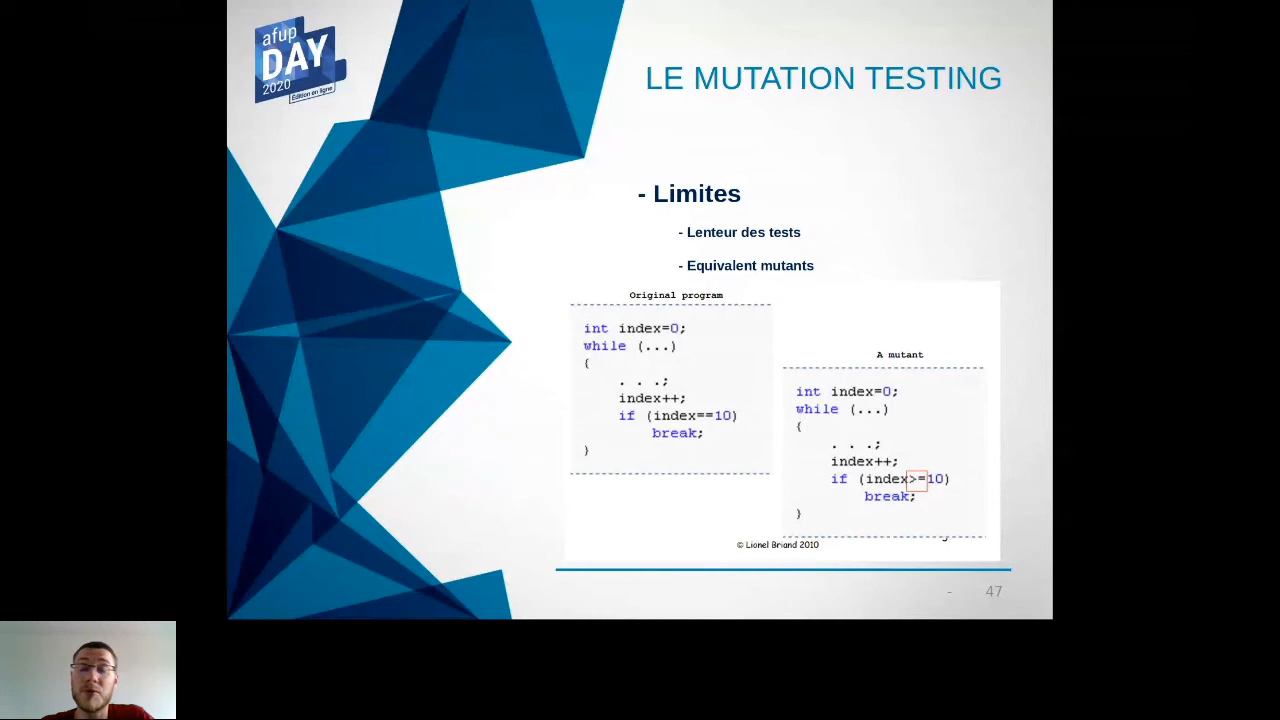 afup
DAY
2020
Édition en ligne
LE MUTATION TESTING
- Limites
- Lenteur des tests
- Equivalent mutants
Original program
int index=0;
while (...)
{
. . .;
index++;
if (index==10)
break;
}
A mutant
int index=0;
while (...)
{
. . .;
index++;
if (index>=10)
break;
}
© Lionel Briand 2010
- 47